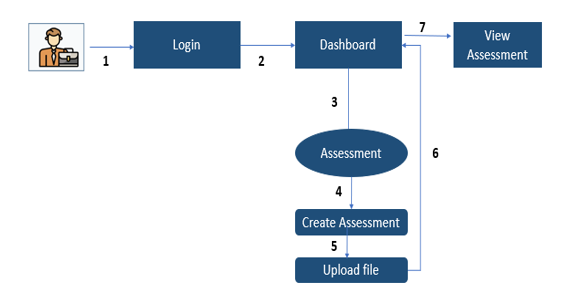 1
Login
2
Dashboard
7
View
Assessment
3
Assessment
6
4
Create Assessment
5
Upload file